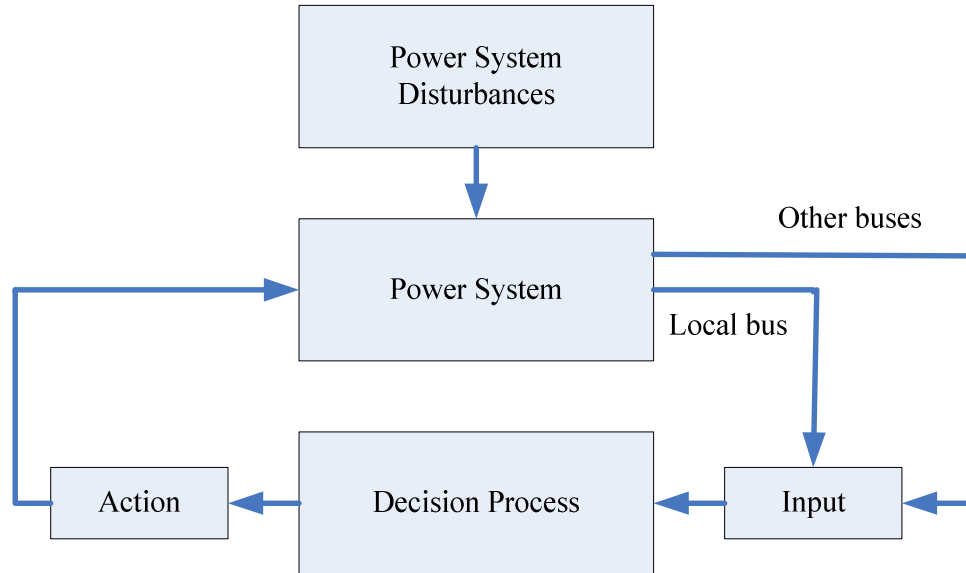 Power System
Disturbances
Other buses
Power System
Local bus
Action
Decision Process
Input